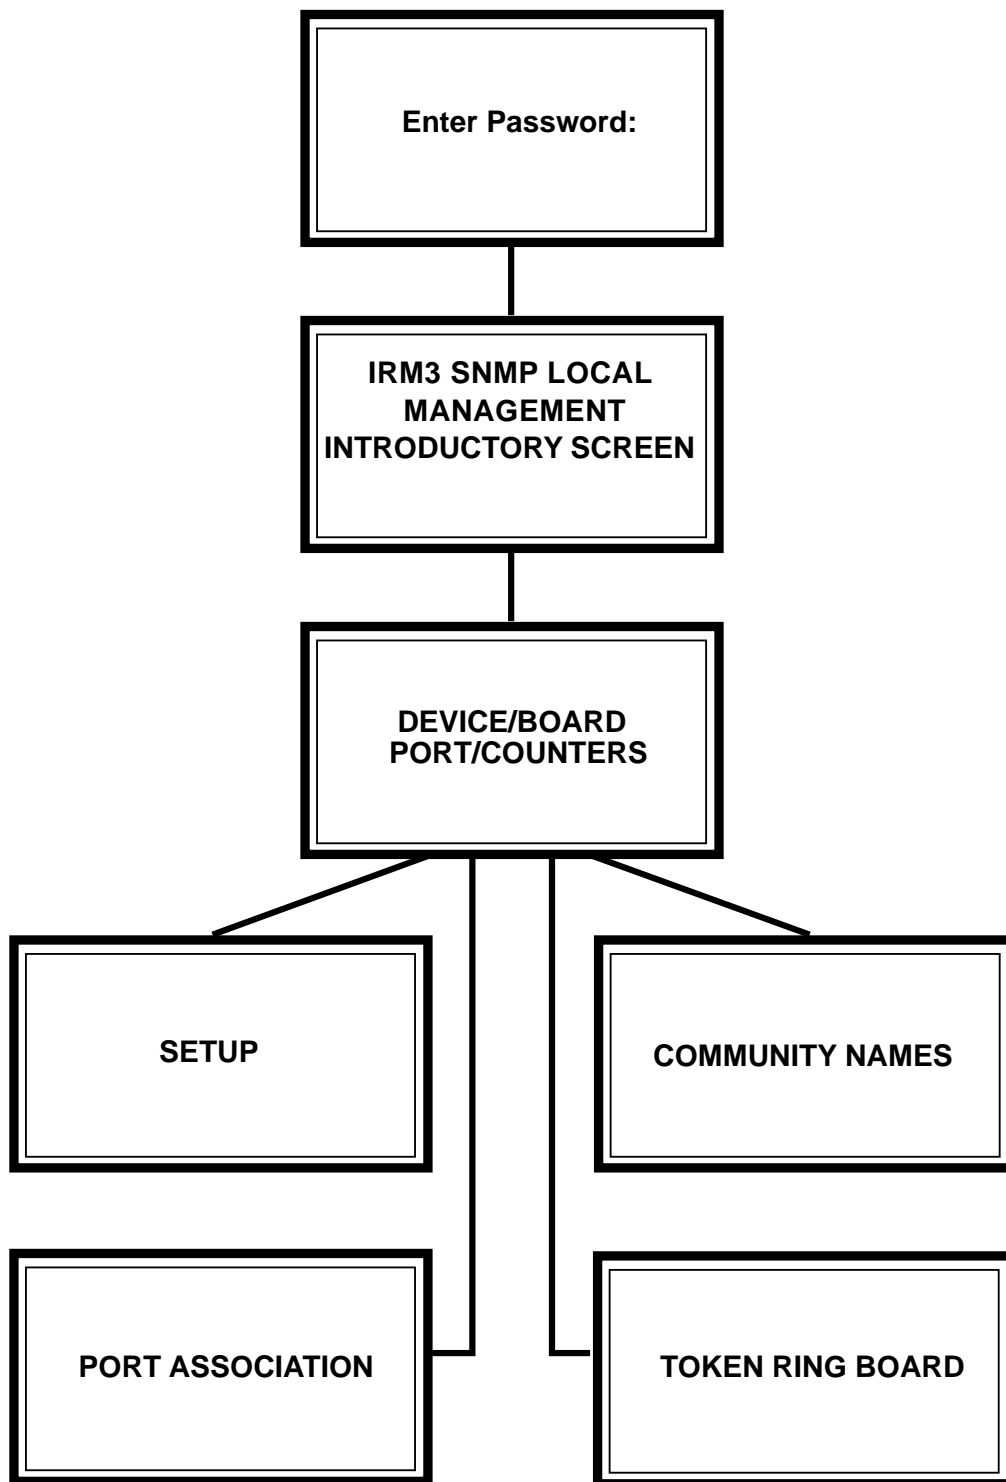 Enter Password:
IRM3 SNMP LOCAL
MANAGEMENT
INTRODUCTORY SCREEN
DEVICE/BOARD
PORT/COUNTERS
SETUP
COMMUNITY NAMES
PORT ASSOCIATION
TOKEN RING BOARD